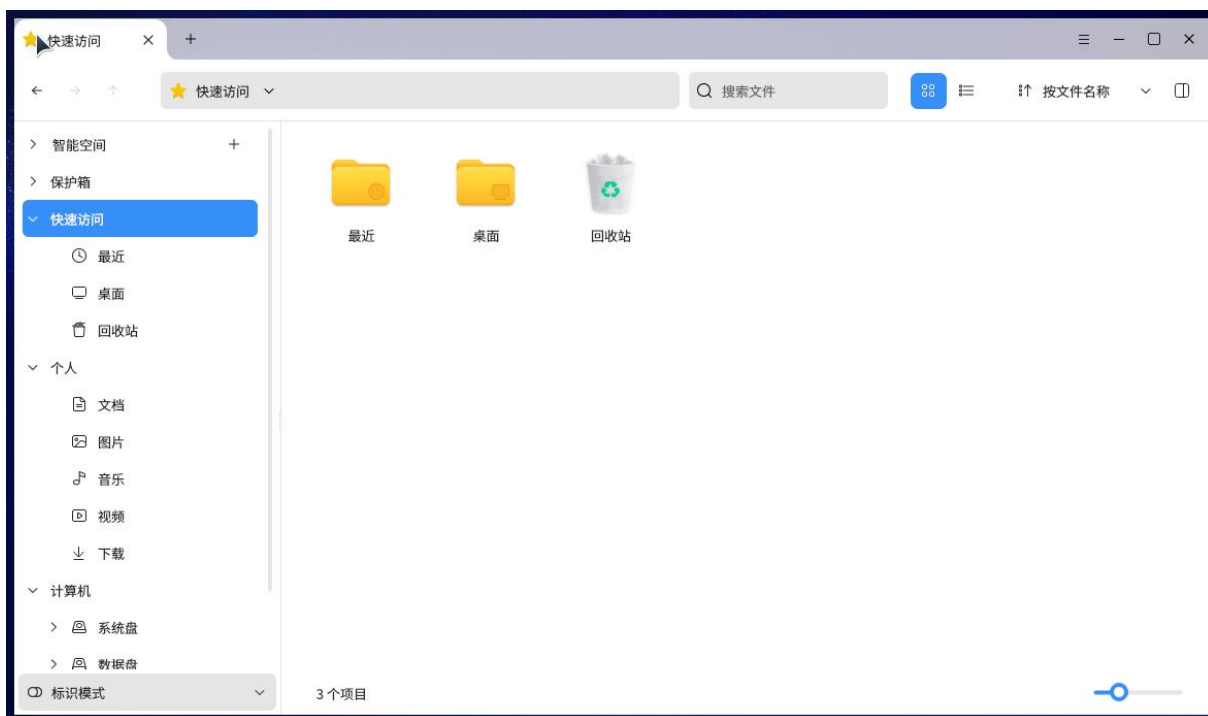 快速访问
快速访问
搜索文件
按文件名称
智能空间
保护箱
快速访问
最近
桌面
回收站
个人
文档
图片
音乐
视频
下载
计算机
系统盘
数据盘
标识模式
最近
桌面
回收站
3 个项目